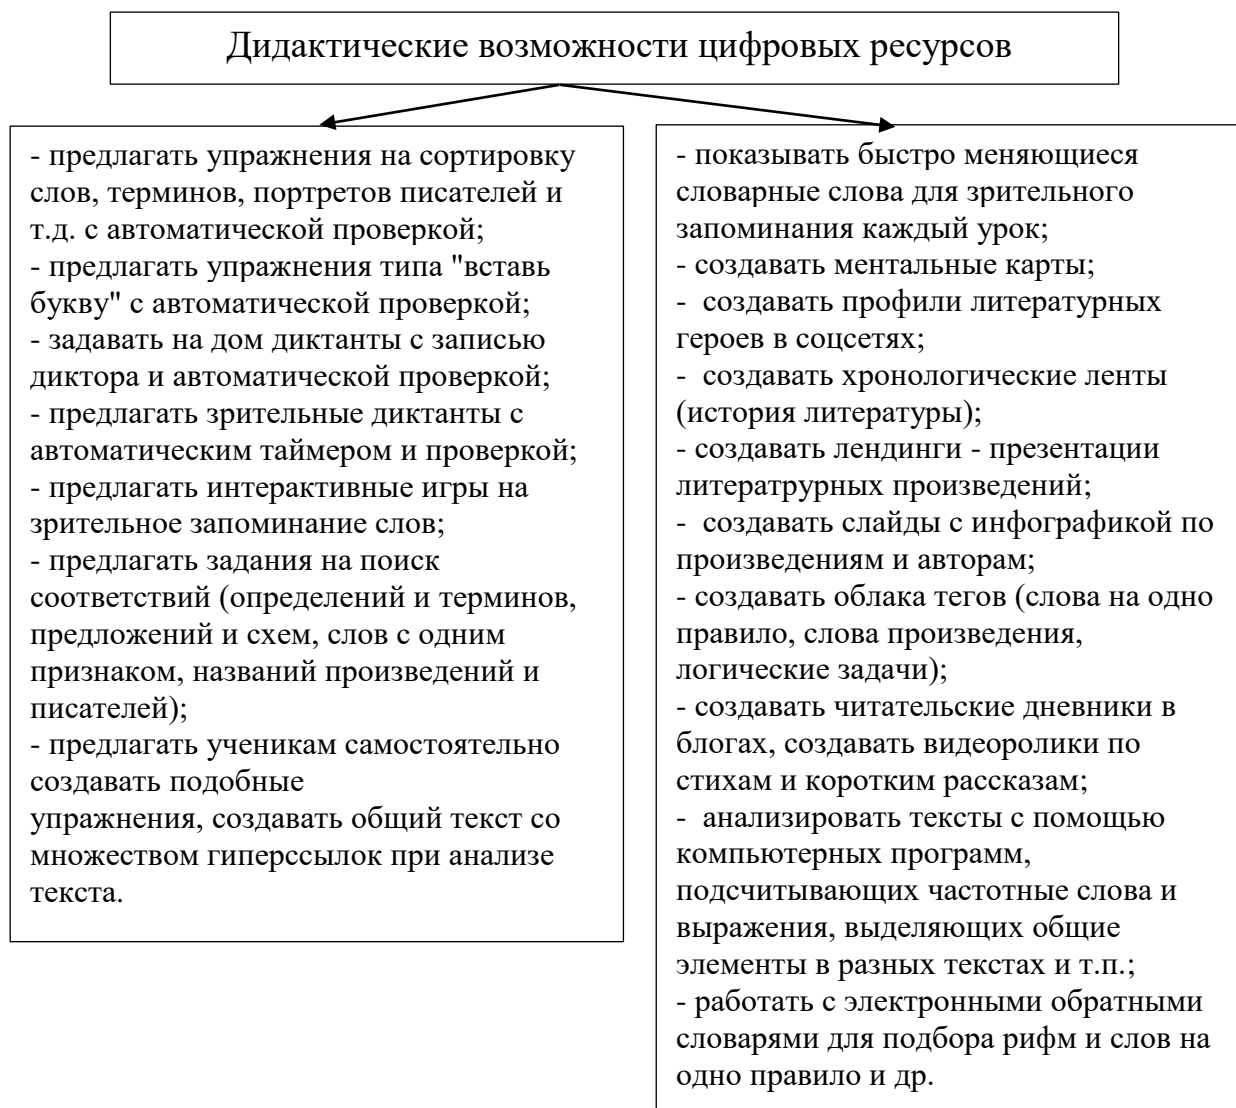 Дидактические возможности цифровых ресурсов
- предлагать упражнения на сортировку
слов, терминов, портретов писателей и
т.д. с автоматической проверкой;
- предлагать упражнения типа "вставь
букву" с автоматической проверкой;
- задавать на дом диктанты с записью
диктора и автоматической проверкой;
- предлагать зрительные диктанты с
автоматическим таймером и проверкой;
- предлагать интерактивные игры на
зрительное запоминание слов;
- предлагать задания на поиск
соответствий (определений и терминов,
предложений и схем, слов с одним
признаком, названий произведений и
писателей);
- предлагать ученикам самостоятельно
создавать подобные
упражнения, создавать общий текст со
множеством гиперссылок при анализе
текста.
- показывать быстро меняющиеся
словарные слова для зрительного
запоминания каждый урок;
- создавать ментальные карты;
- создавать профили литературных
героев в соцсетях;
- создавать хронологические ленты
(история литературы);
- создавать лендинги - презентации
литератрурных произведений;
- создавать слайды с инфографикой по
произведениям и авторам;
- создавать облака тегов (слова на одно
правило, слова произведения,
логические задачи);
- создавать читательские дневники в
блогах, создавать видеоролики по
стихам и коротким рассказам;
- анализировать тексты с помощью
компьютерных программ,
подсчитывающих частотные слова и
выражения, выделяющих общие
элементы в разных текстах и т.п.;
- работать с электронными обратными
словарями для подбора рифм и слов на
одно правило и др.